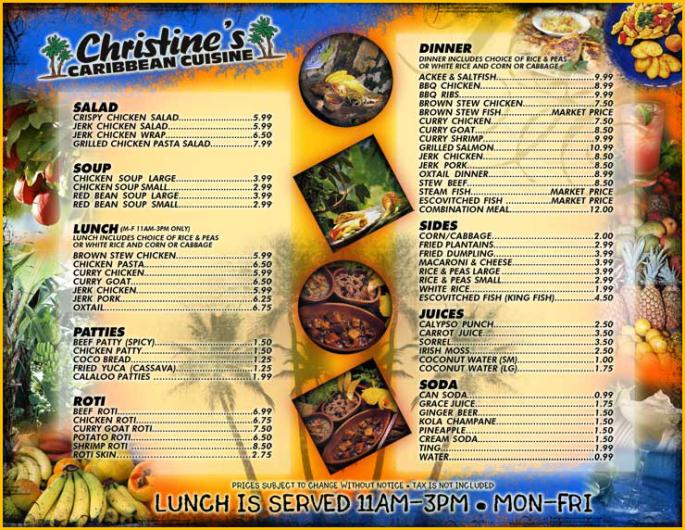 Christine's
CARIBBEAN CUISINE
SALAD
CRISPY CHICKEN SALAD.....5.99
JERK CHICKEN SALAD.....5.99
JERK CHICKEN WRAP.....6.50
GRILLED CHICKEN PASTA SALAD.....7.99
SOUP
CHICKEN SOUP LARGE.....3.99
CHICKEN SOUP SMALL.....2.99
RED BEAN SOUP LARGE.....3.99
RED BEAN SOUP SMALL.....2.99
LUNCH (M-F 11AM-3PM ONLY)
LUNCH INCLUDES CHOICE OF RICE & PEAS
OR WHITE RICE AND CORN OR CABBAGE
BROWN STEW CHICKEN.....5.99
CHICKEN PASTA.....6.50
CURRY CHICKEN.....5.99
CURRY GOAT.....6.50
JERK CHICKEN.....5.99
JERK PORK.....6.25
OXTAIL.....6.75
PATTIES
BEEF PATTY (SPICY).....1.50
CHICKEN PATTY.....1.50
COCO BREAD.....1.25
FRIED YUCA (CASSAVA).....1.25
CALALOO PATTIES.....1.99
ROTI
BEEF ROTI.....6.99
CHICKEN ROTI.....6.75
CURRY GOAT ROTI.....7.50
POTATO ROTI.....6.50
SHRIMP ROTI.....8.50
ROTI SKIN.....2.75
DINNER
DINNER INCLUDES CHOICE OF RICE & PEAS
OR WHITE RICE AND CORN OR CABBAGE
ACKEE & SALTFISH.....9.99
BBQ CHICKEN.....8.99
BBQ RIBS.....9.99
BROWN STEW CHICKEN.....7.50
BROWN STEW FISH.....MARKET PRICE
CURRY CHICKEN.....7.50
CURRY GOAT.....8.50
CURRY SHRIMP.....9.99
GRILLED SALMON.....10.99
JERK CHICKEN.....8.50
JERK PORK.....8.50
OXTAIL DINNER.....8.99
STEW BEEF.....8.50
STEAM FISH.....MARKET PRICE
ESCOVITCHED FISH.....MARKET PRICE
COMBINATION MEAL.....12.00
SIDES
CORN/CABBAGE.....2.00
FRIED PLANTAINS.....2.99
FRIED DUMPLING.....3.99
MACARONI & CHEESE.....3.99
RICE & PEAS LARGE.....3.99
RICE & PEAS SMALL.....2.99
WHITE RICE.....1.99
ESCOVITCHED FISH (KING FISH).....4.50
JUICES
CALYPSO PUNCH.....2.50
CARROT JUICE.....3.50
SORREL.....3.50
IRISH MOSS.....2.50
COCONUT WATER (SM).....1.00
COCONUT WATER (LG).....1.75
SODA
CAN SODA.....0.99
GRACE JUICE.....1.75
GINGER BEER.....1.50
KOLA CHAMPANE.....1.50
PINEAPPLE.....1.50
CREAM SODA.....1.50
TING.....1.99
WATER.....0.99
PRICES SUBJECT TO CHANGE WITHOUT NOTICE • TAX IS NOT INCLUDED
LUNCH IS SERVED 11AM-3PM • MON-FRI